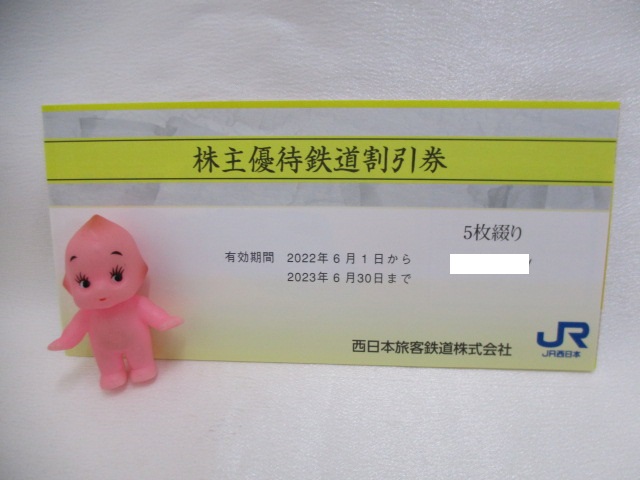 株主優待鉄道割引券
5枚綴り
有効期間 2022年6月1日から
2023年6月30日まで
西日本旅客鉄道株式会社
JR
JR西日本